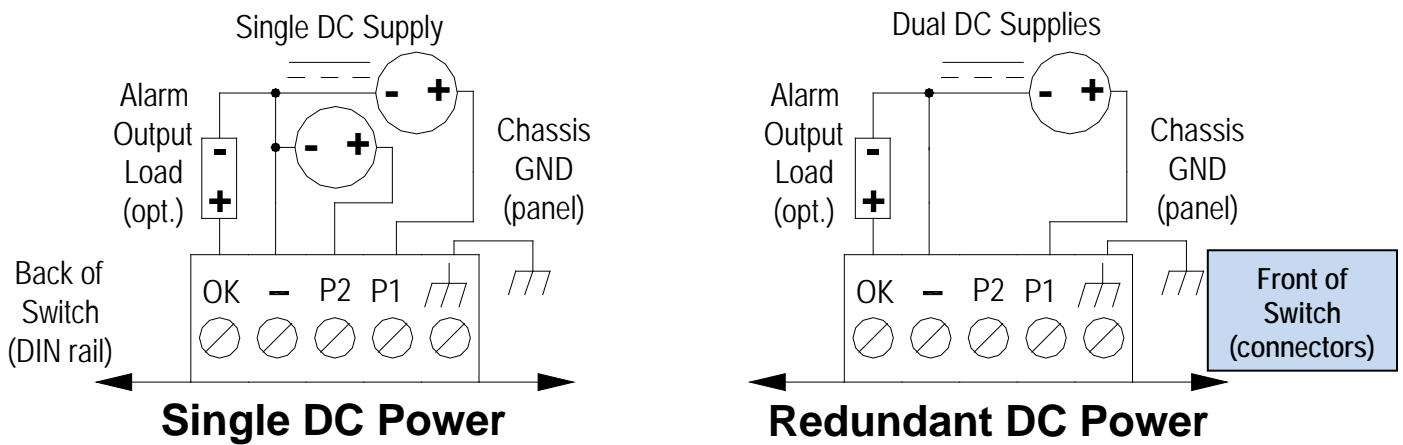 Single DC Supply
Alarm
Output
Load
(opt.)
-
+
- +
- +
Chassis
GND
(panel)
Back of
Switch
(DIN rail)
OK – P2 P1
Single DC Power
Dual DC Supplies
Alarm
Output
Load
(opt.)
-
+
- +
Chassis
GND
(panel)
OK – P2 P1
Front of
Switch
(connectors)
Redundant DC Power